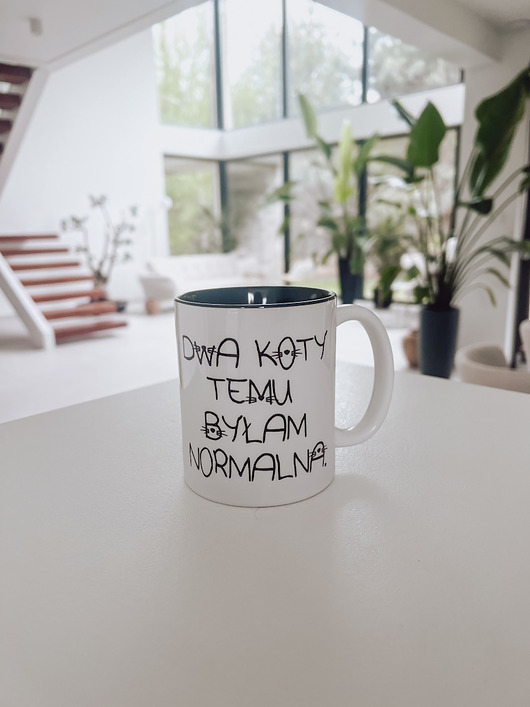 DWA KOTY
TEMU
BYŁAM
NORMALNA.